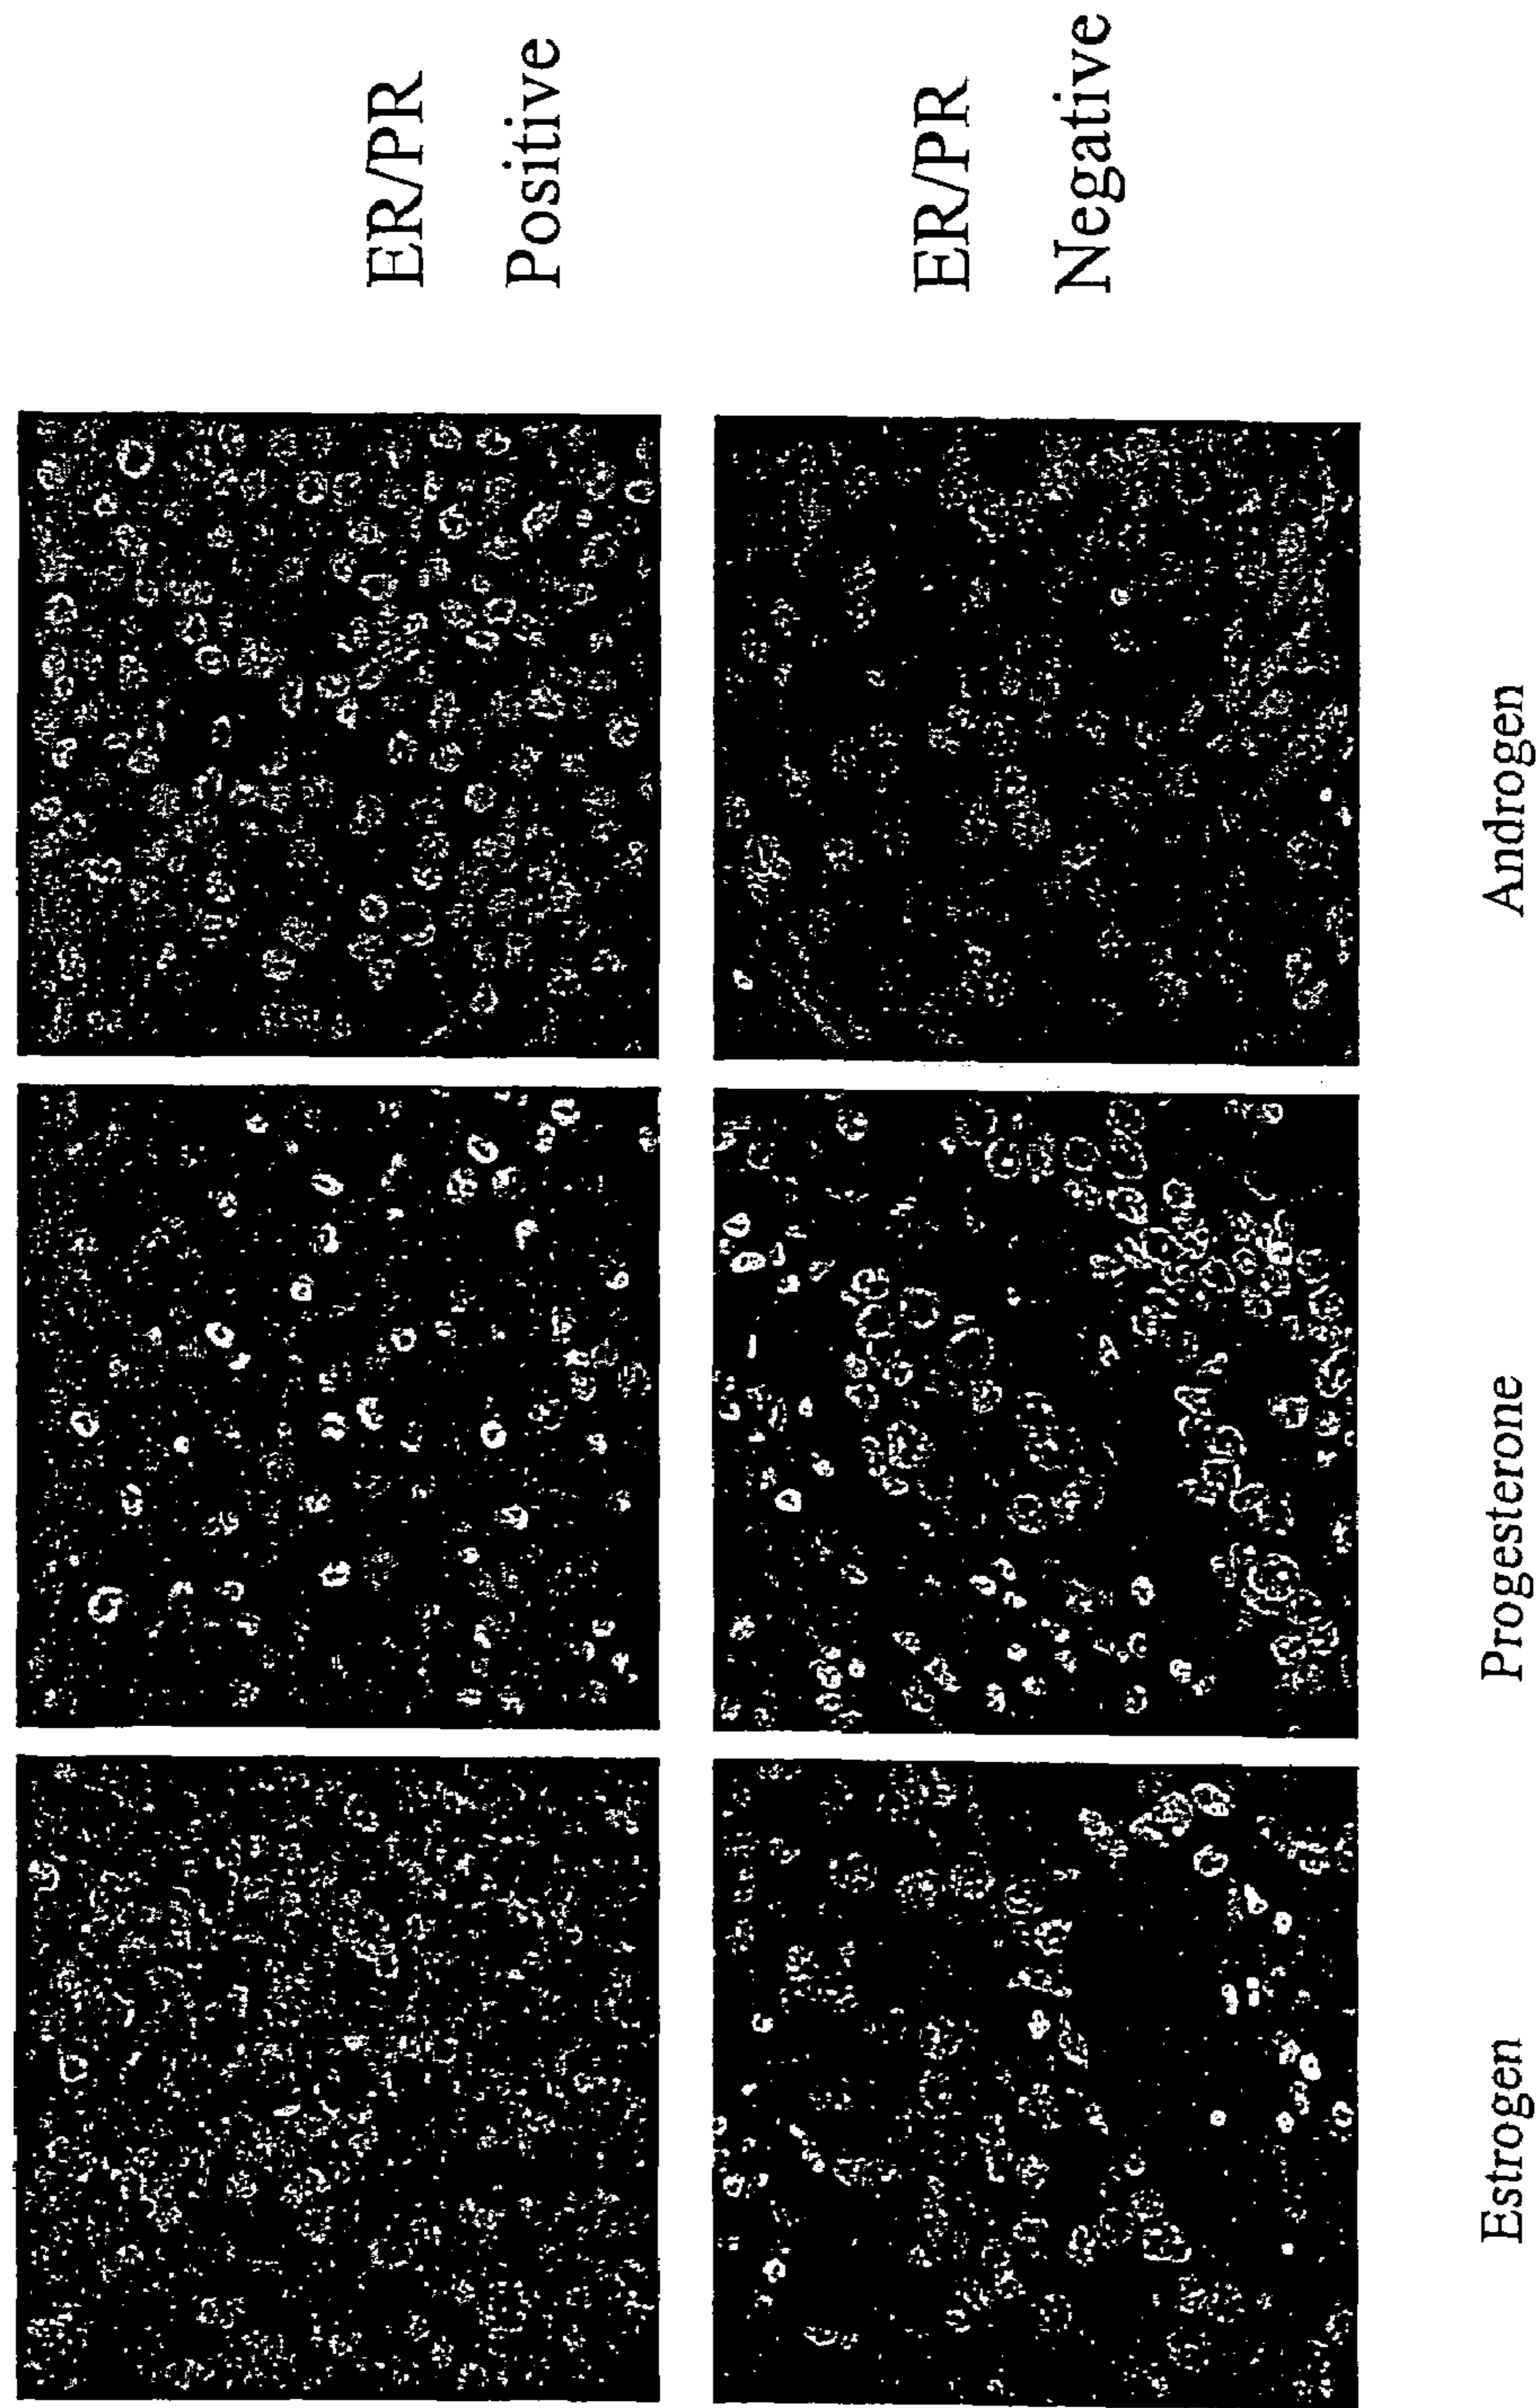 ER/PR
Positive
ER/PR
Negative
Estrogen
Progesterone
Androgen